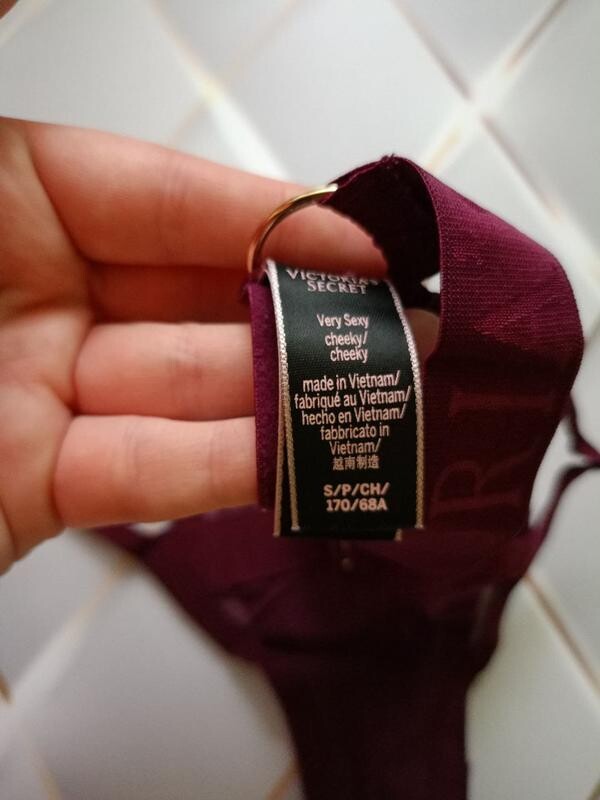 VICTORIA'S
SECRET
Very Sexy
cheeky/
cheeky
made in Vietnam/
fabriqué au Vietnam/
hecho en Vietnam/
fabbricato in
Vietnam/
越南制造
S/P/CH/
170/68A